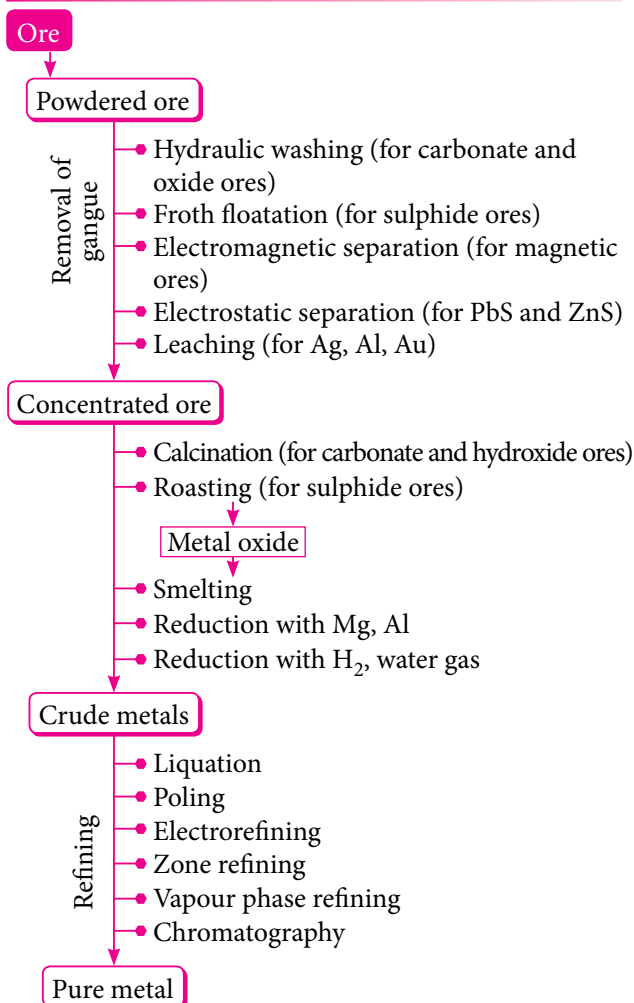 Ore
Powdered ore
Removal of
gangue
Hydraulic washing (for carbonate and
oxide ores)
Froth floatation (for sulphide ores)
Electromagnetic separation (for magnetic
ores)
Electrostatic separation (for PbS and ZnS)
Leaching (for Ag, Al, Au)
Concentrated ore
Calcination (for carbonate and hydroxide ores)
Roasting (for sulphide ores)
Metal oxide
Smelting
Reduction with Mg, Al
Reduction with H₂, water gas
Crude metals
Refining
Liquation
Poling
Electrorefining
Zone refining
Vapour phase refining
Chromatography
Pure metal